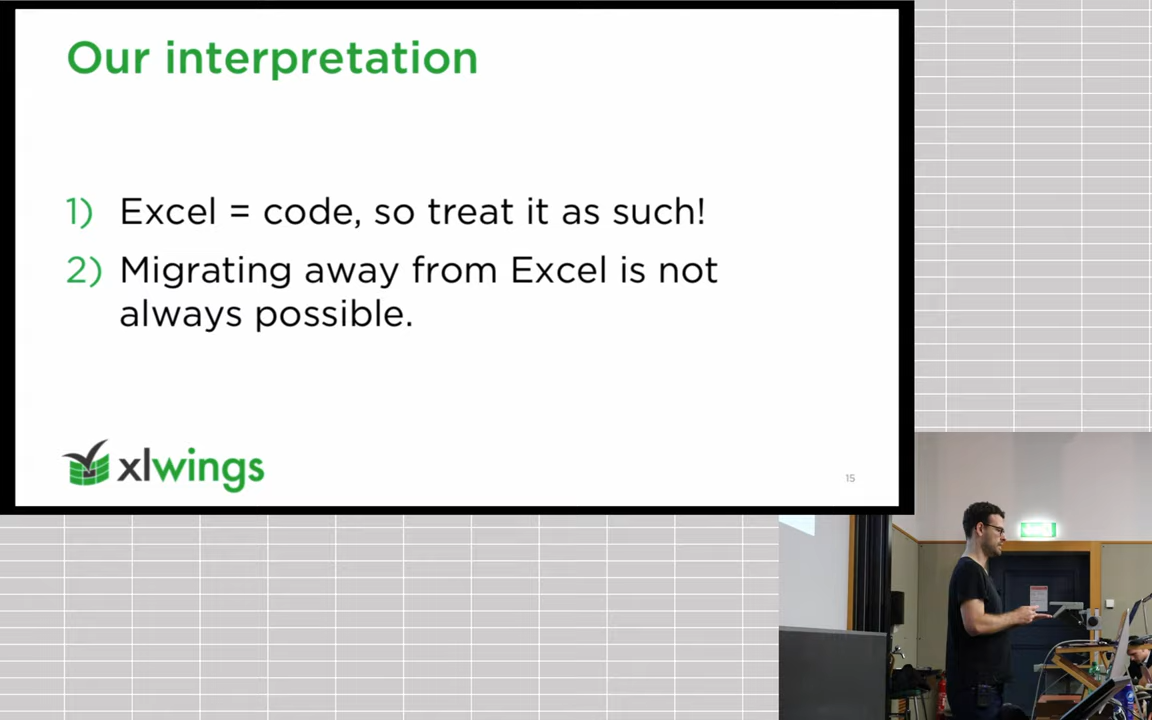 Our interpretation
1) Excel = code, so treat it as such!
2) Migrating away from Excel is not
always possible.
xlwings
15